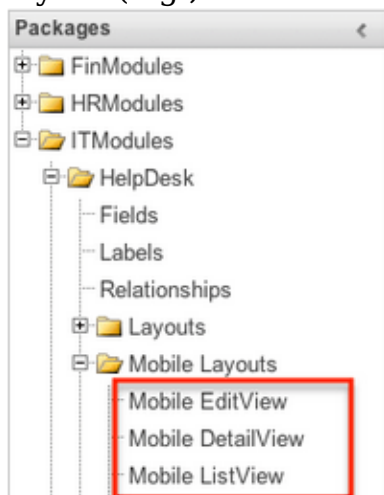 Packages
FinModules
HRModules
ITModules
HelpDesk
Fields
Labels
Relationships
Layouts
Mobile Layouts
Mobile EditView
Mobile DetailView
Mobile ListView